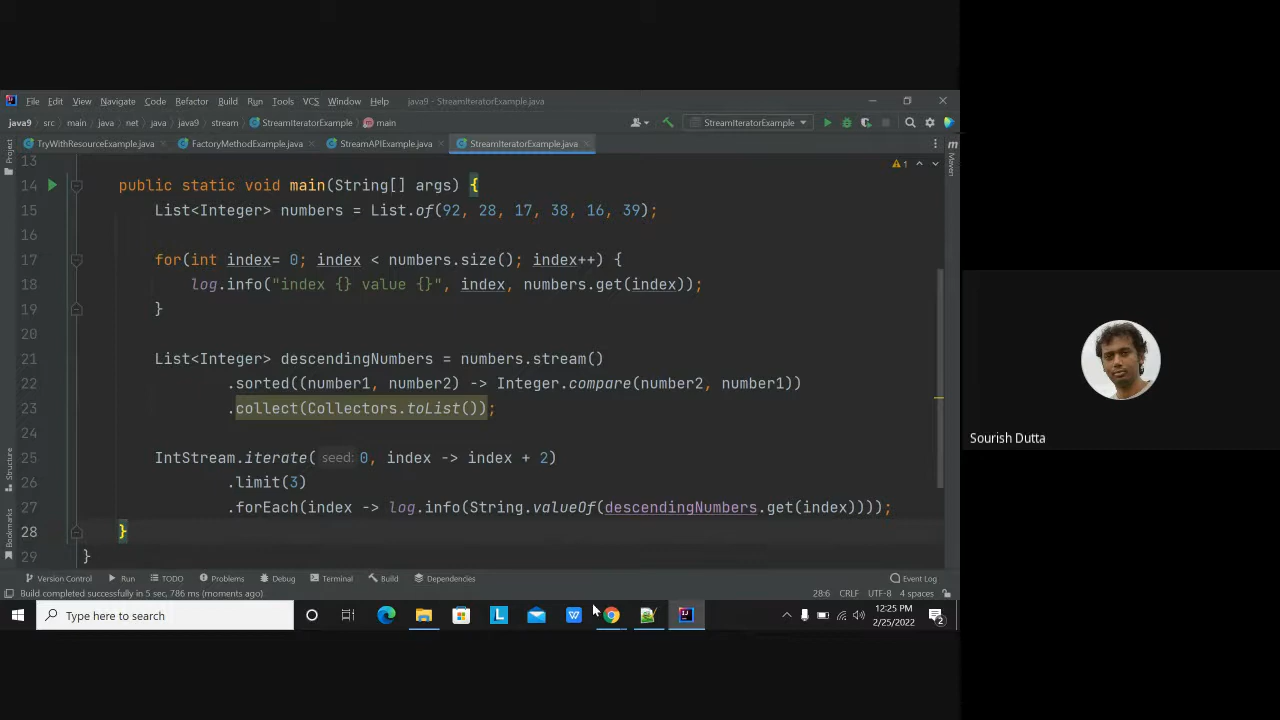 File Edit View Navigate Code Refactor Build Run Tools VCS Window Help java9 - StreamIteratorExample.java
java9 src main java net java java9 stream StreamIteratorExample main StreamIteratorExample
TryWithResourceExample.java FactoryMethodExample.java StreamAPIExample.java StreamIteratorExample.java
Project
Maven
1
13
14 public static void main(String[] args) {
15 List<Integer> numbers = List.of(92, 28, 17, 38, 16, 39);
16
17 for(int index= 0; index < numbers.size(); index++) {
18 log.info("index {} value {}", index, numbers.get(index));
19 }
20
21 List<Integer> descendingNumbers = numbers.stream()
22 .sorted((number1, number2) -> Integer.compare(number2, number1))
23 .collect(Collectors.toList());
24
25 IntStream.iterate( seed: 0, index -> index + 2)
26 .limit(3)
27 .forEach(index -> log.info(String.valueOf(descendingNumbers.get(index))));
28 }
29 }
Structure
Bookmarks
Version Control Run TODO Problems Debug Terminal Build Dependencies Event Log
Build completed successfully in 5 sec, 786 ms (moments ago) 28:6 CRLF UTF-8 4 spaces
Type here to search
12:25 PM
2/25/2022
2
Sourish Dutta